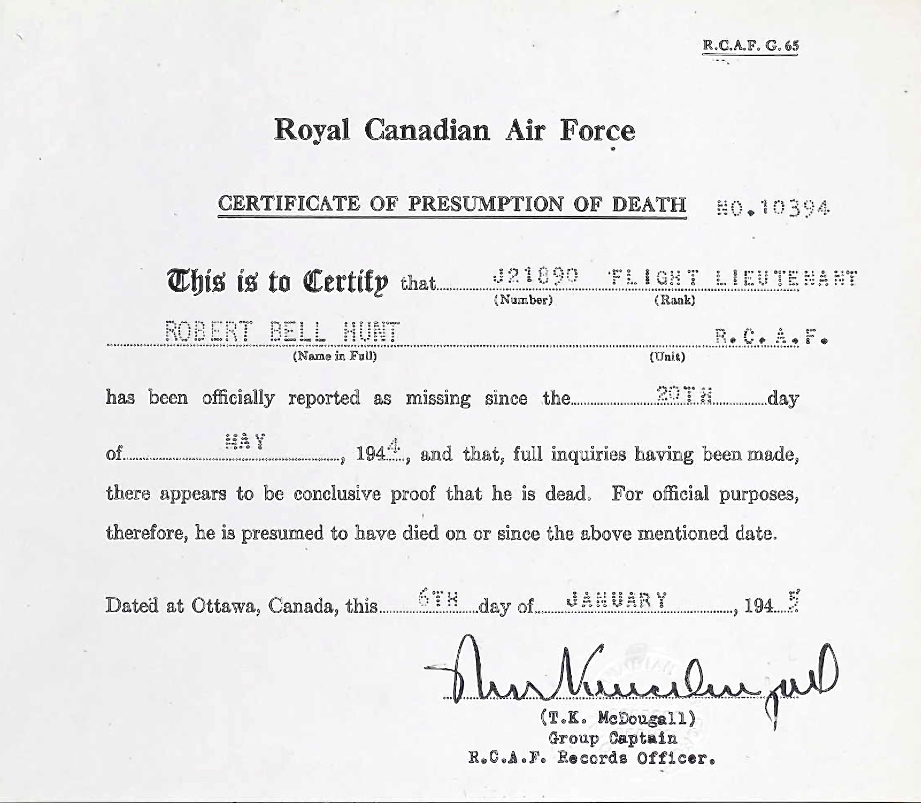 R.C.A.F. G. 65
Royal Canadian Air Force
CERTIFICATE OF PRESUMPTION OF DEATH NO.10394
This is to Certify that J21890 FLIGHT LIEUTENANT
(Number) (Rank)
ROBERT BELL HUNT R.C.A.F.
(Name in Full) (Unit)
has been officially reported as missing since the 20TH day
of MAY, 1944, and that, full inquiries having been made,
there appears to be conclusive proof that he is dead. For official purposes,
therefore, he is presumed to have died on or since the above mentioned date.
Dated at Ottawa, Canada, this 6TH day of JANUARY, 1945
(T.K. McDougall)
Group Captain
R.C.A.F. Records Officer.